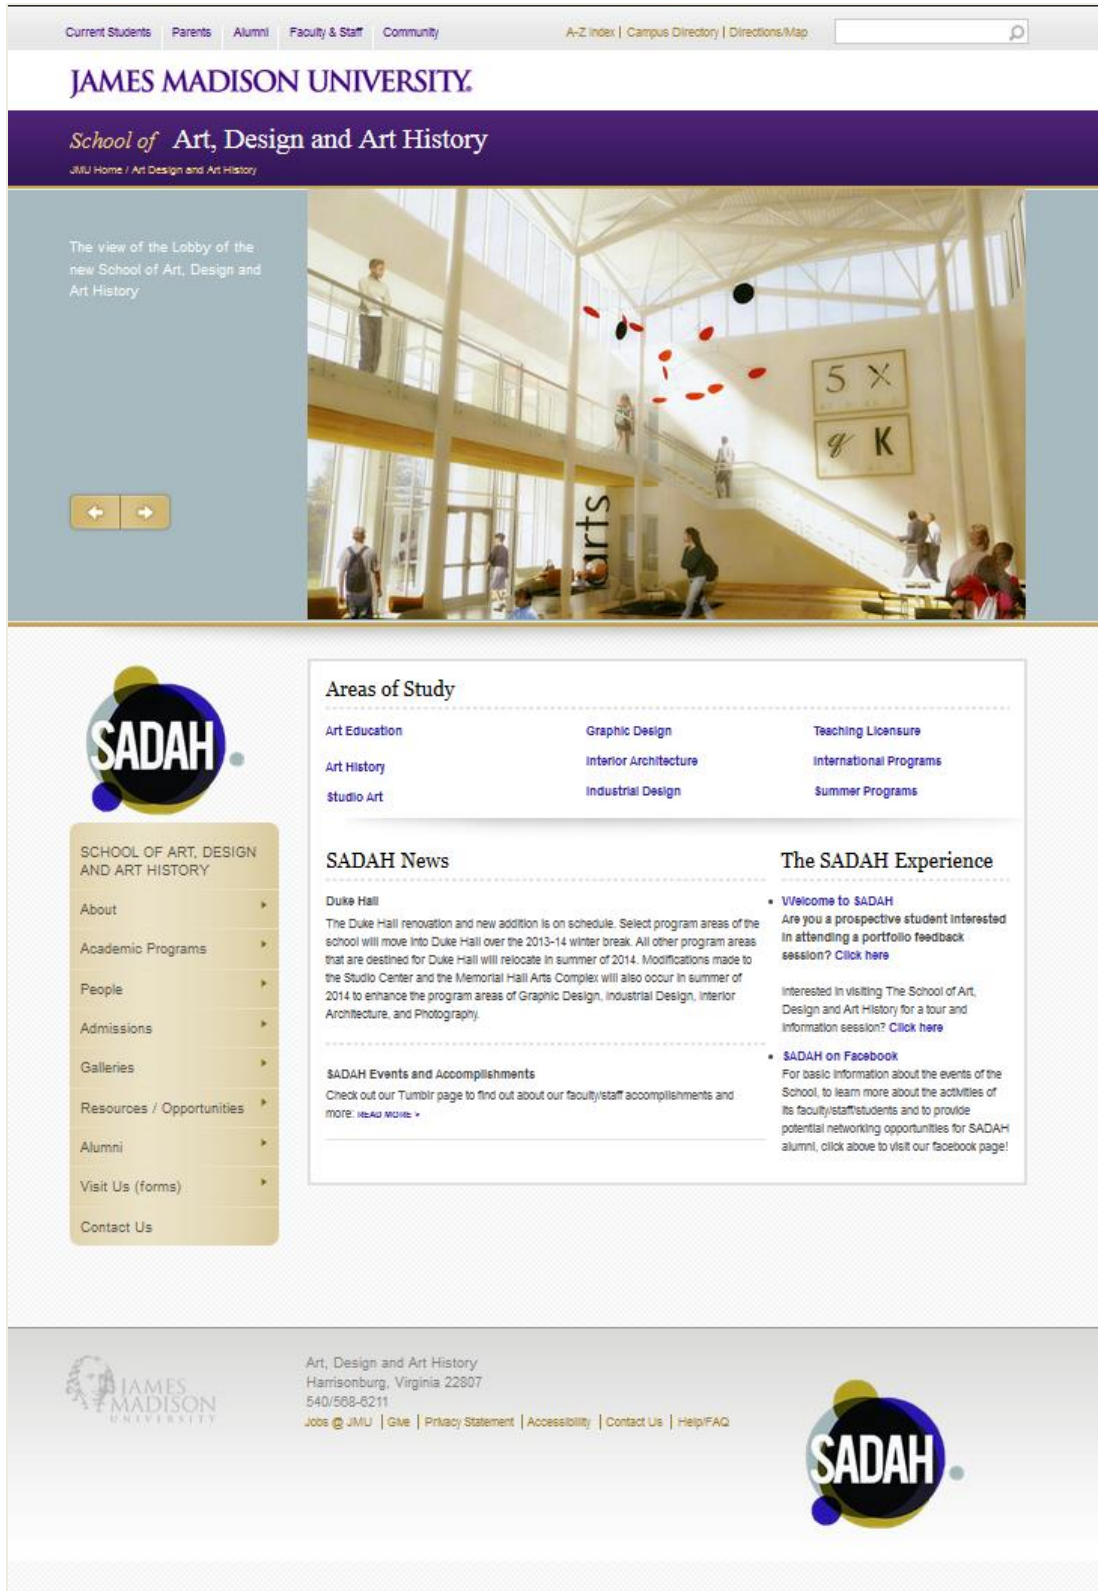 Current Students Parents Alumni Faculty & Staff Community
A-Z Index | Campus Directory | Directions/Map
JAMES MADISON UNIVERSITY.
School of Art, Design and Art History
JMU Home / Art Design and Art History
The view of the Lobby of the
new School of Art, Design and
Art History
5 X
g K
arts
SADAH
SCHOOL OF ART, DESIGN
AND ART HISTORY
About
Academic Programs
People
Admissions
Galleries
Resources / Opportunities
Alumni
Visit Us (forms)
Contact Us
Areas of Study
Art Education
Art History
Studio Art
Graphic Design
Interior Architecture
Industrial Design
Teaching Licensure
International Programs
Summer Programs
SADAH News
Duke Hall
The Duke Hall renovation and new addition is on schedule. Select program areas of the
school will move into Duke Hall over the 2013-14 winter break. All other program areas
that are destined for Duke Hall will relocate in summer of 2014. Modifications made to
the Studio Center and the Memorial Hall Arts Complex will also occur in summer of
2014 to enhance the program areas of Graphic Design, Industrial Design, Interior
Architecture, and Photography.
SADAH Events and Accomplishments
Check out our Tumblr page to find out about our faculty/staff accomplishments and
more: READ MORE >
The SADAH Experience
Welcome to SADAH
Are you a prospective student interested
in attending a portfolio feedback
session? Click here
Interested in visiting The School of Art,
Design and Art History for a tour and
information session? Click here
SADAH on Facebook
For basic information about the events of the
School, to learn more about the activities of
its faculty/staff/students and to provide
potential networking opportunities for SADAH
alumni, click above to visit our facebook page!
JAMES
MADISON
UNIVERSITY
Art, Design and Art History
Harrisonburg, Virginia 22807
540/568-6211
Jobs @ JMU | Give | Privacy Statement | Accessibility | Contact Us | Help/FAQ
SADAH